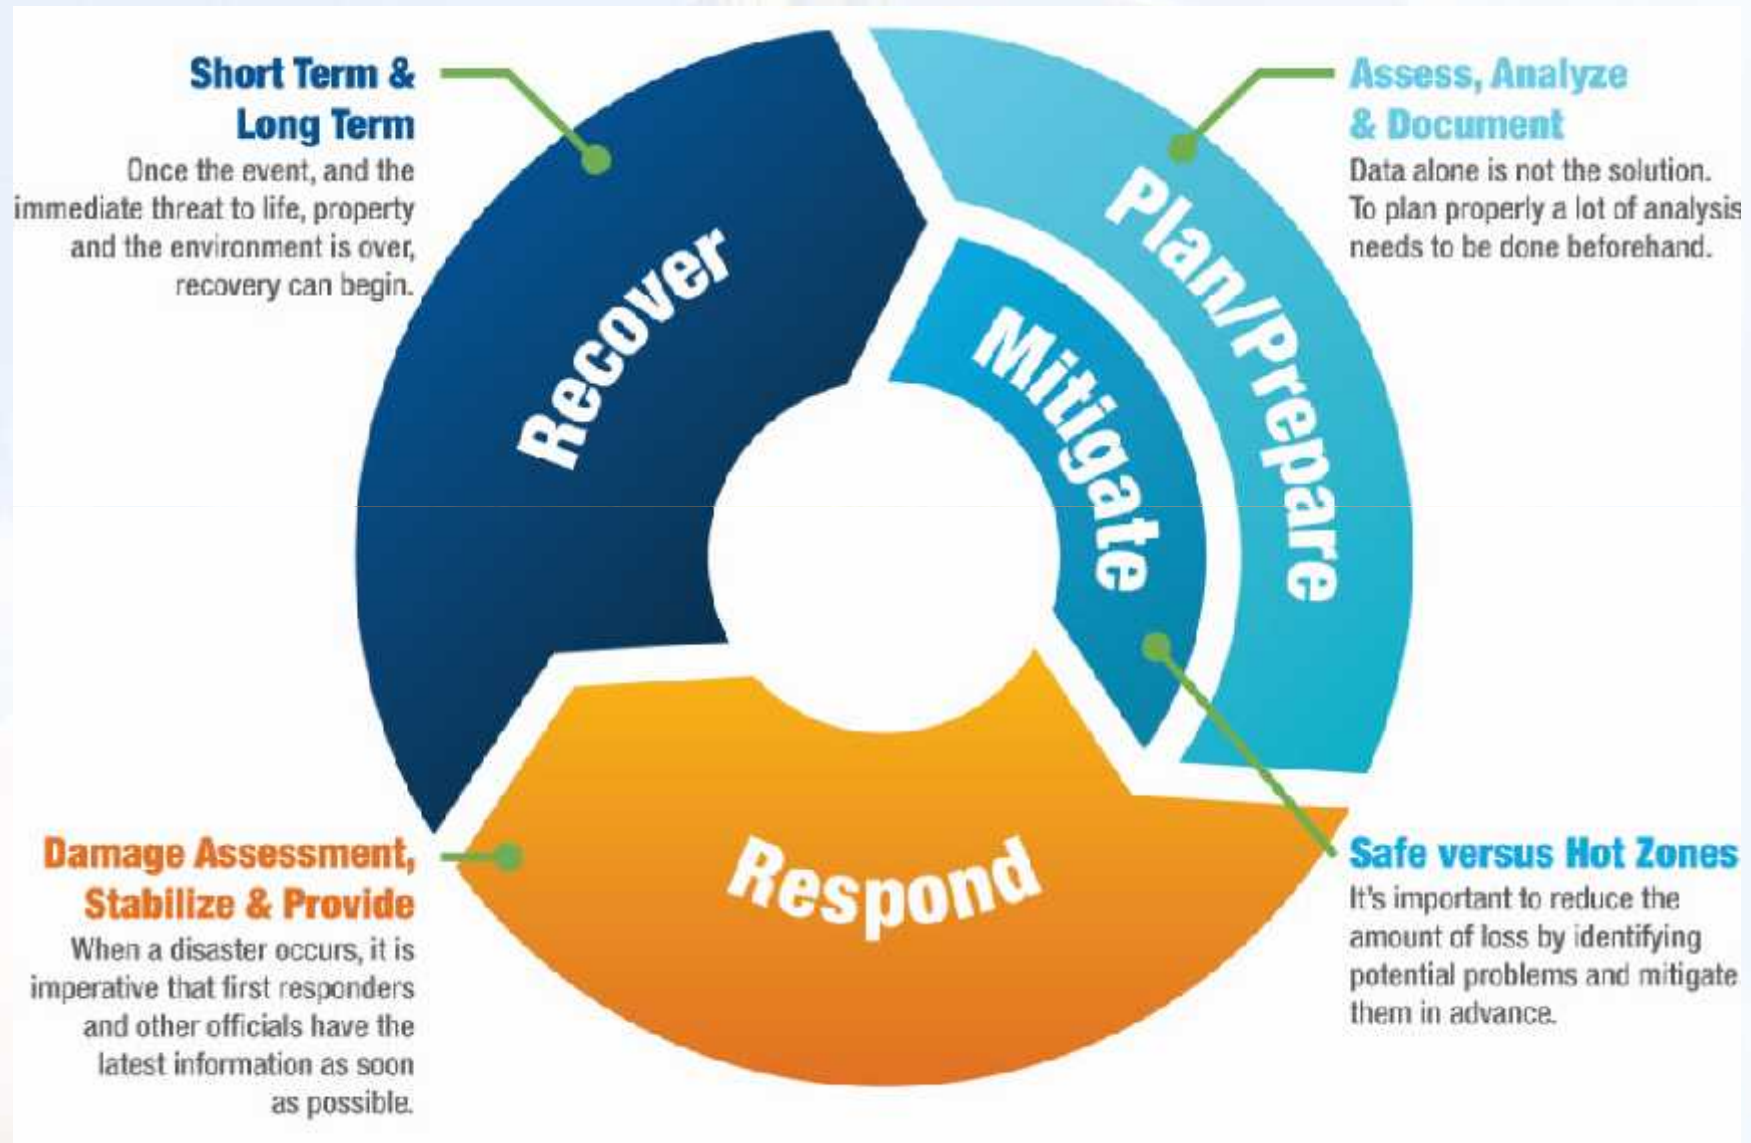 Short Term &
Long Term
Once the event, and the
immediate threat to life, property
and the environment is over,
recovery can begin.
Assess, Analyze
& Document
Data alone is not the solution.
To plan properly a lot of analysis
needs to be done beforehand.
Recover
Plan/Prepare
Mitigate
Respond
Damage Assessment,
Stabilize & Provide
When a disaster occurs, it is
imperative that first responders
and other officials have the
latest information as soon
as possible.
Safe versus Hot Zones
It's important to reduce the
amount of loss by identifying
potential problems and mitigate
them in advance.